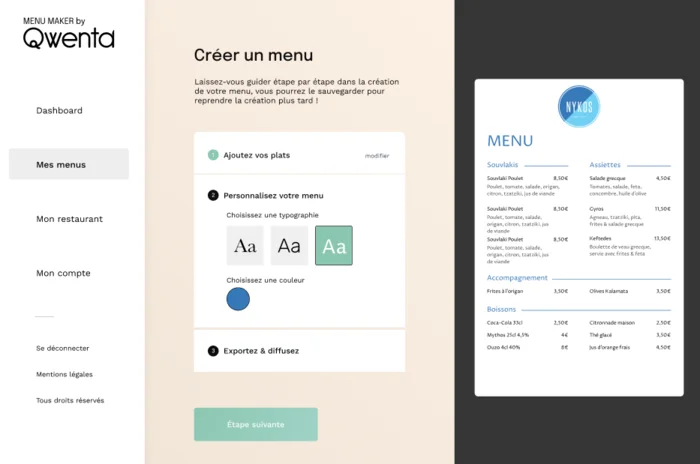 MENU MAKER by
Qwenta
Dashboard
Mes menus
Mon restaurant
Mon compte
Se déconnecter
Mentions légales
Tous droits réservés
Créer un menu
Laissez-vous guider étape par étape dans la création
de votre menu, vous pourrez le sauvegarder pour
reprendre la création plus tard !
1 Ajoutez vos plats modifier
2 Personnalisez votre menu
Choisissez une typographie
Aa Aa Aa
Choisissez une couleur
3 Exportez & diffusez
Étape suivante
NYKOS
MENU
Souvlakis
Souvlaki Poulet 8,50€
Poulet, tomate, salade, origan,
citron, tzatziki, jus de viande
Souvlaki Poulet 8,50€
Poulet, tomate, salade,
origan, citron, tzatziki, jus
de viande
Souvlaki Poulet 8,50€
Poulet, tomate, salade,
origan, citron, tzatziki, jus
de viande
Assiettes
Salade grecque 4,50€
Tomates, salade, feta,
concombre, huile d'olive
Gyros 11,50€
Agneau, tzatziki, pita,
frites & salade grecque
Keftedes 13,50€
Boulette de veau grecque,
servis avec frites & feta
Accompagnement
Frites à l'origan 3,50€ Olives Kalamata 3,50€
Boissons
Coca-Cola 33cl 2,50€ Citronnade maison 2,50€
Mythos 25cl 4,5% 4€ Thé glacé 3,50€
Ouzo 4cl 40% 8€ Jus d'orange frais 4,50€